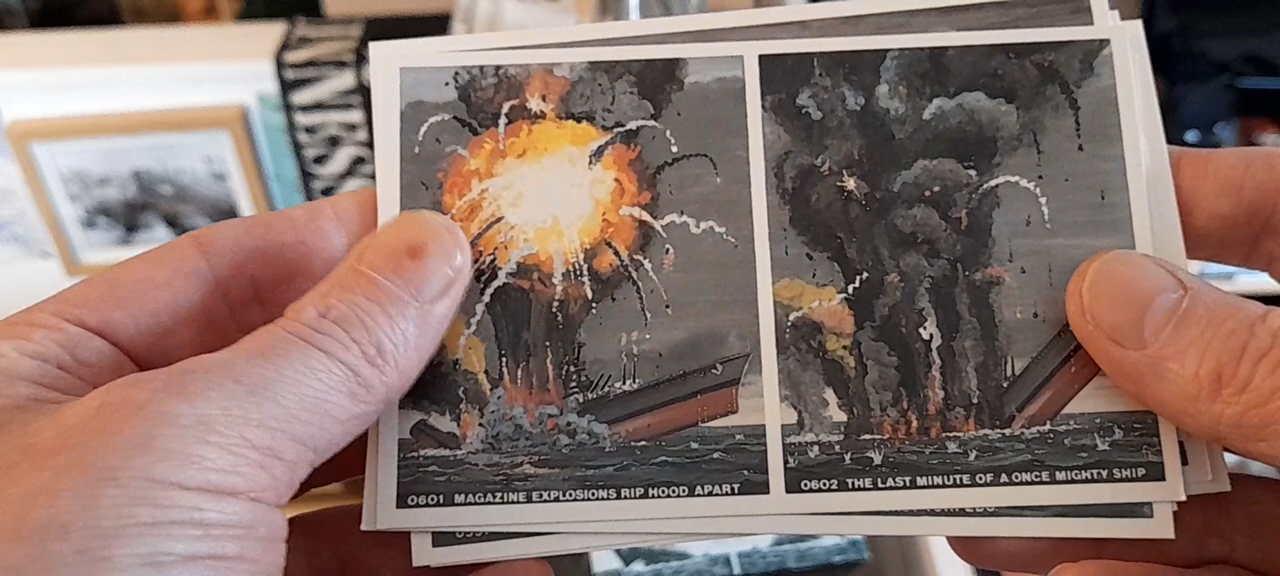 0601 MAGAZINE EXPLOSIONS RIP HOOD APART
0602 THE LAST MINUTE OF A ONCE MIGHTY SHIP